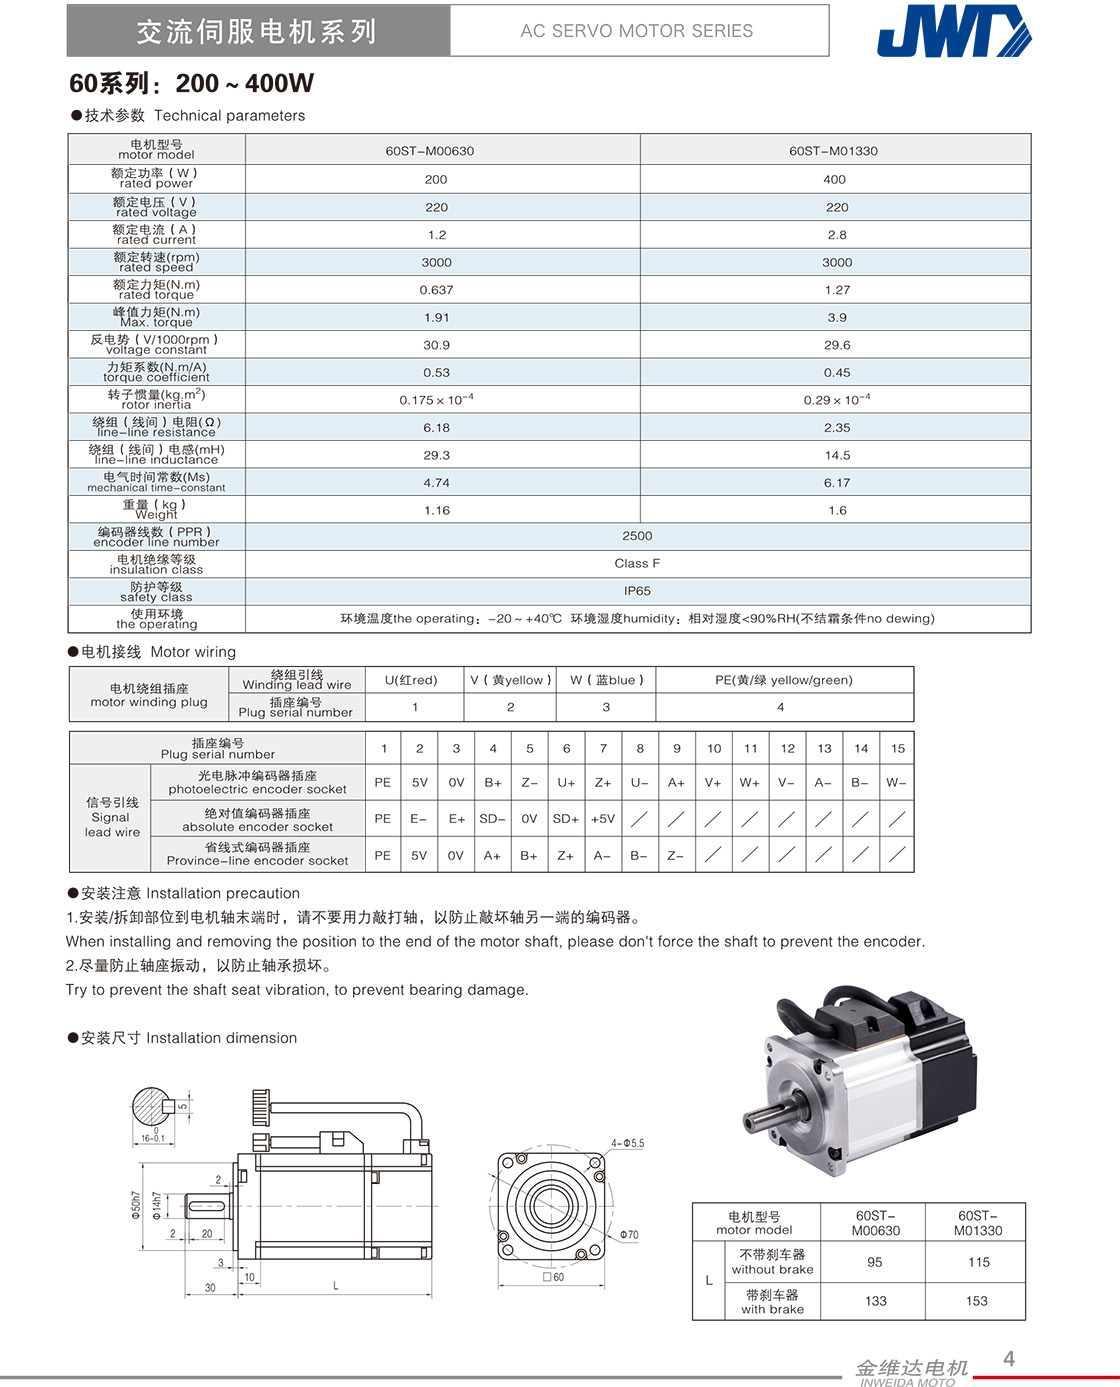 交流伺服电机系列
AC SERVO MOTOR SERIES
JWD
60系列：200 ~ 400W
●技术参数 Technical parameters
电机型号
motor model
60ST-M00630
60ST-M01330
额定功率（W）
rated power
200
400
额定电压（V）
rated voltage
220
220
额定电流（A）
rated current
1.2
2.8
额定转速(rpm)
rated speed
3000
3000
额定力矩(N.m)
rated torque
0.637
1.27
峰值力矩(N.m)
Max. torque
1.91
3.9
反电势（V/1000rpm）
voltage constant
30.9
29.6
力矩系数(N.m/A)
torque coefficient
0.53
0.45
转子惯量(kg.m²)
rotor inertia
0.175×10⁻⁴
0.29×10⁻⁴
绕组（线间）电阻(Ω)
line-line resistance
6.18
2.35
绕组（线间）电感(mH)
line-line inductance
29.3
14.5
电气时间常数(Ms)
mechanical time-constant
4.74
6.17
重量（kg）
Weight
1.16
1.6
编码器线数（PPR）
encoder line number
2500
电机绝缘等级
insulation class
Class F
防护等级
safety class
IP65
使用环境
the operating
环境温度the operating：-20～+40℃ 环境湿度humidity：相对湿度<90%RH(不结霜条件no dewing)
●电机接线 Motor wiring
电机绕组插座
motor winding plug
绕组引线
Winding lead wire
U(红red)
V（黄yellow）
W（蓝blue）
PE(黄/绿 yellow/green)
插座编号
Plug serial number
1
2
3
4
插座编号
Plug serial number
1 2 3 4 5 6 7 8 9 10 11 12 13 14 15
信号引线
Signal
lead wire
光电脉冲编码器插座
photoelectric encoder socket
PE 5V 0V B+ Z- U+ Z+ U- A+ V+ W+ V- A- B- W-
绝对值编码器插座
absolute encoder socket
PE E- E+ SD- 0V SD+ +5V ／ ／ ／ ／ ／ ／ ／ ／
省线式编码器插座
Province-line encoder socket
PE 5V 0V A+ B+ Z+ A- B- Z- ／ ／ ／ ／ ／ ／
●安装注意 Installation precaution
1.安装/拆卸部位到电机轴末端时，请不要用力敲打轴，以防止敲坏轴另一端的编码器。
When installing and removing the position to the end of the motor shaft, please don't force the shaft to prevent the encoder.
2.尽量防止轴座振动，以防止轴承损坏。
Try to prevent the shaft seat vibration, to prevent bearing damage.
●安装尺寸 Installation dimension
5
0
16-0.1
Φ50h7
Φ14h7
2
2
20
3
10
30
L
4-Φ5.5
Φ70
□60
电机型号
motor model
60ST-
M00630
60ST-
M01330
L
不带刹车器
without brake
95
115
带刹车器
with brake
133
153
金维达电机
INWEIDA MOTO
4